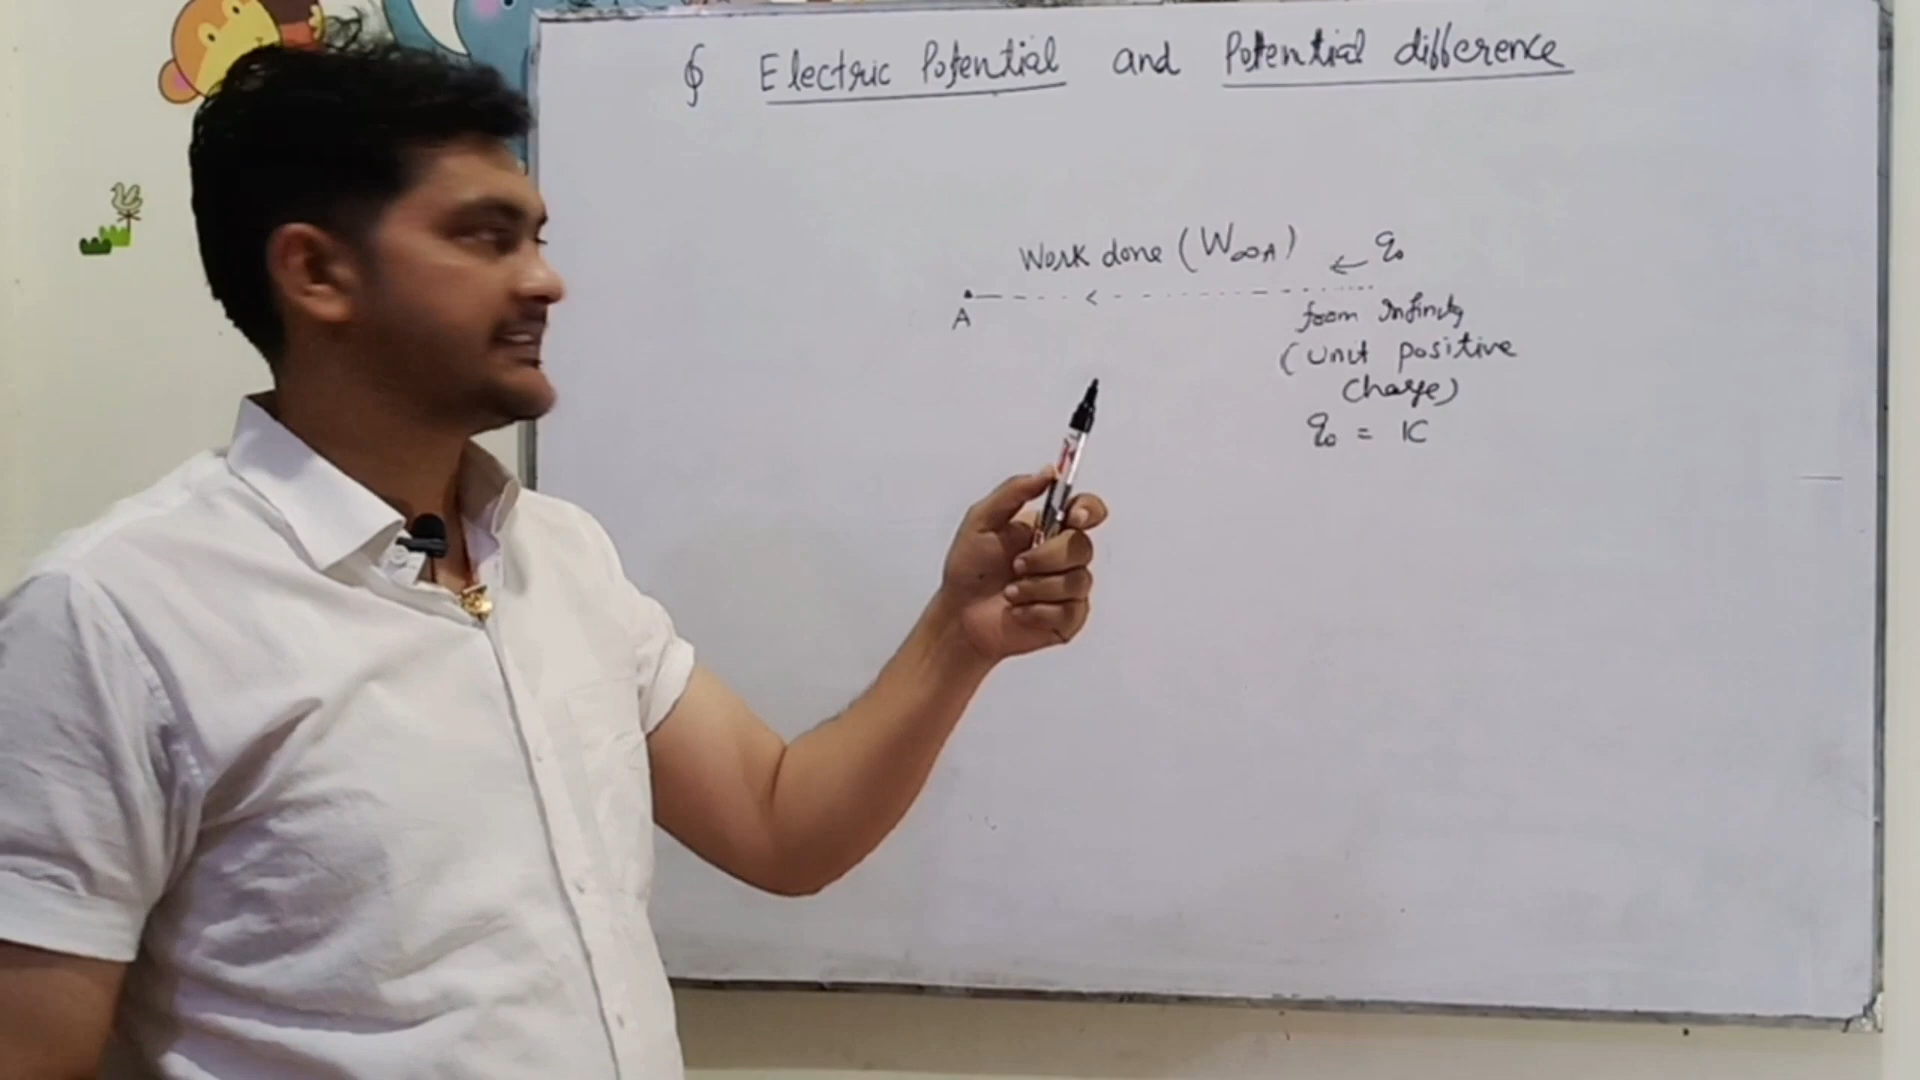 § Electric Potential and Potential difference
Work done (W∞A) ← q₀
A
from Infinity
(unit positive
charge)
q₀ = 1C